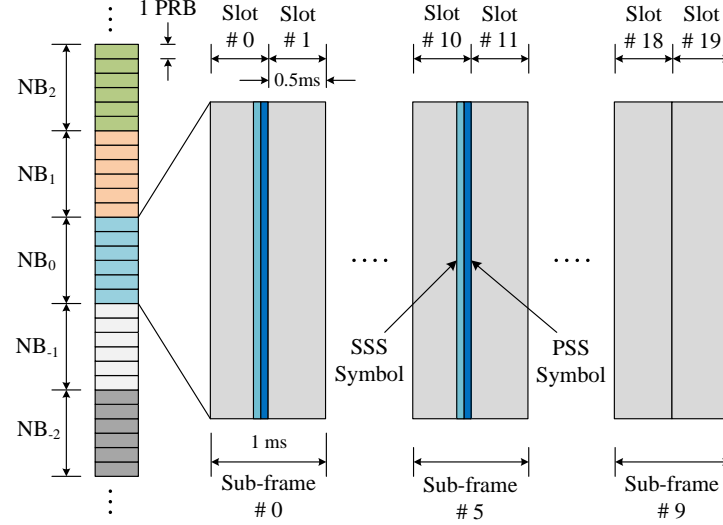 1 PRB
Slot
# 0
Slot
# 1
Slot
# 10
Slot
# 11
Slot
# 18
Slot
# 19
0.5ms
NB2
NB1
NB0
NB-1
NB-2
SSS
Symbol
PSS
Symbol
1 ms
Sub-frame
# 0
Sub-frame
# 5
Sub-frame
# 9